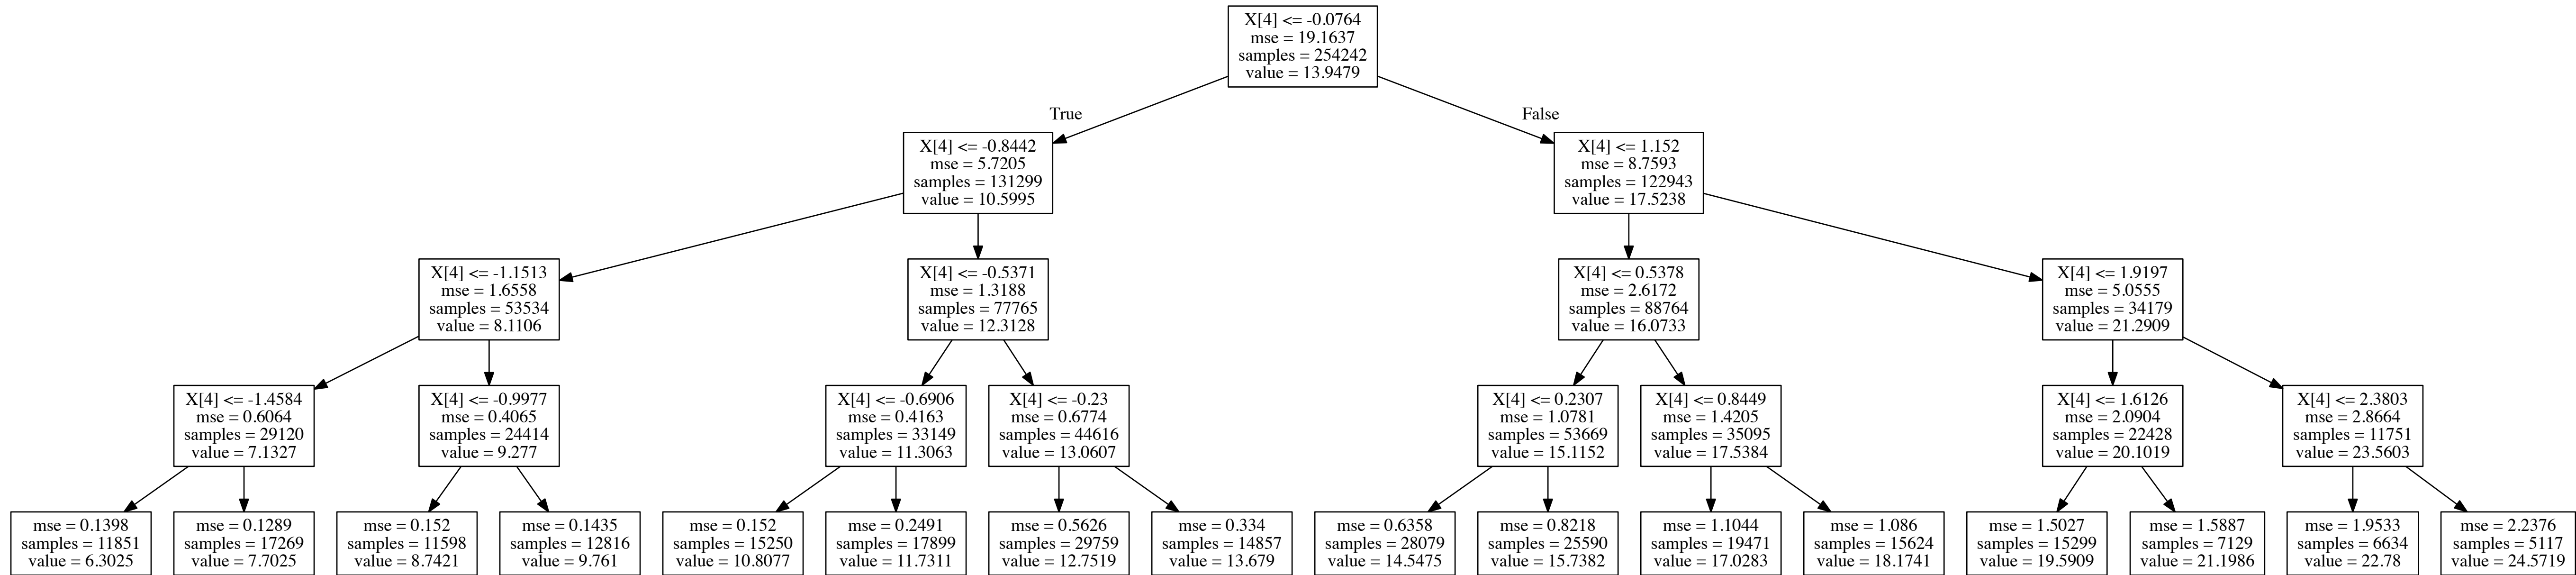 X[4] <= -0.0764
mse = 19.1637
samples = 254242
value = 13.9479
True
False
X[4] <= -0.8442
mse = 5.7205
samples = 131299
value = 10.5995
X[4] <= 1.152
mse = 8.7593
samples = 122943
value = 17.5238
X[4] <= -1.1513
mse = 1.6558
samples = 53534
value = 8.1106
X[4] <= -0.5371
mse = 1.3188
samples = 77765
value = 12.3128
X[4] <= 0.5378
mse = 2.6172
samples = 88764
value = 16.0733
X[4] <= 1.9197
mse = 5.0555
samples = 34179
value = 21.2909
X[4] <= -1.4584
mse = 0.6064
samples = 29120
value = 7.1327
X[4] <= -0.9977
mse = 0.4065
samples = 24414
value = 9.277
X[4] <= -0.6906
mse = 0.4163
samples = 33149
value = 11.3063
X[4] <= -0.23
mse = 0.6774
samples = 44616
value = 13.0607
X[4] <= 0.2307
mse = 1.0781
samples = 53669
value = 15.1152
X[4] <= 0.8449
mse = 1.4205
samples = 35095
value = 17.5384
X[4] <= 1.6126
mse = 2.0904
samples = 22428
value = 20.1019
X[4] <= 2.3803
mse = 2.8664
samples = 11751
value = 23.5603
mse = 0.1398
samples = 11851
value = 6.3025
mse = 0.1289
samples = 17269
value = 7.7025
mse = 0.152
samples = 11598
value = 8.7421
mse = 0.1435
samples = 12816
value = 9.761
mse = 0.152
samples = 15250
value = 10.8077
mse = 0.2491
samples = 17899
value = 11.7311
mse = 0.5626
samples = 29759
value = 12.7519
mse = 0.334
samples = 14857
value = 13.679
mse = 0.6358
samples = 28079
value = 14.5475
mse = 0.8218
samples = 25590
value = 15.7382
mse = 1.1044
samples = 19471
value = 17.0283
mse = 1.086
samples = 15624
value = 18.1741
mse = 1.5027
samples = 15299
value = 19.5909
mse = 1.5887
samples = 7129
value = 21.1986
mse = 1.9533
samples = 6634
value = 22.78
mse = 2.2376
samples = 5117
value = 24.5719